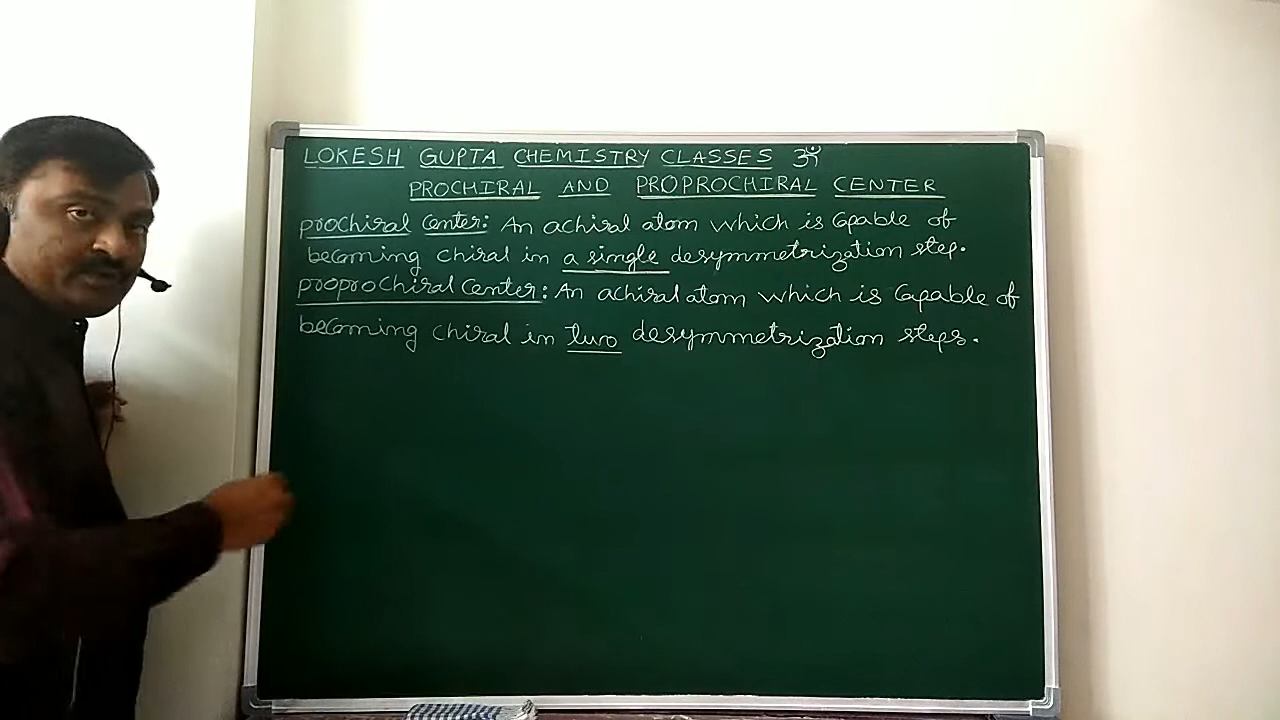 LOKESH GUPTA CHEMISTRY CLASSES ॐ
PROCHIRAL AND PROPROCHIRAL CENTER
prochiral center: An achiral atom which is capable of
becoming chiral in a single desymmetrization step.
proprochiral center: An achiral atom which is capable of
becoming chiral in two desymmetrization steps.